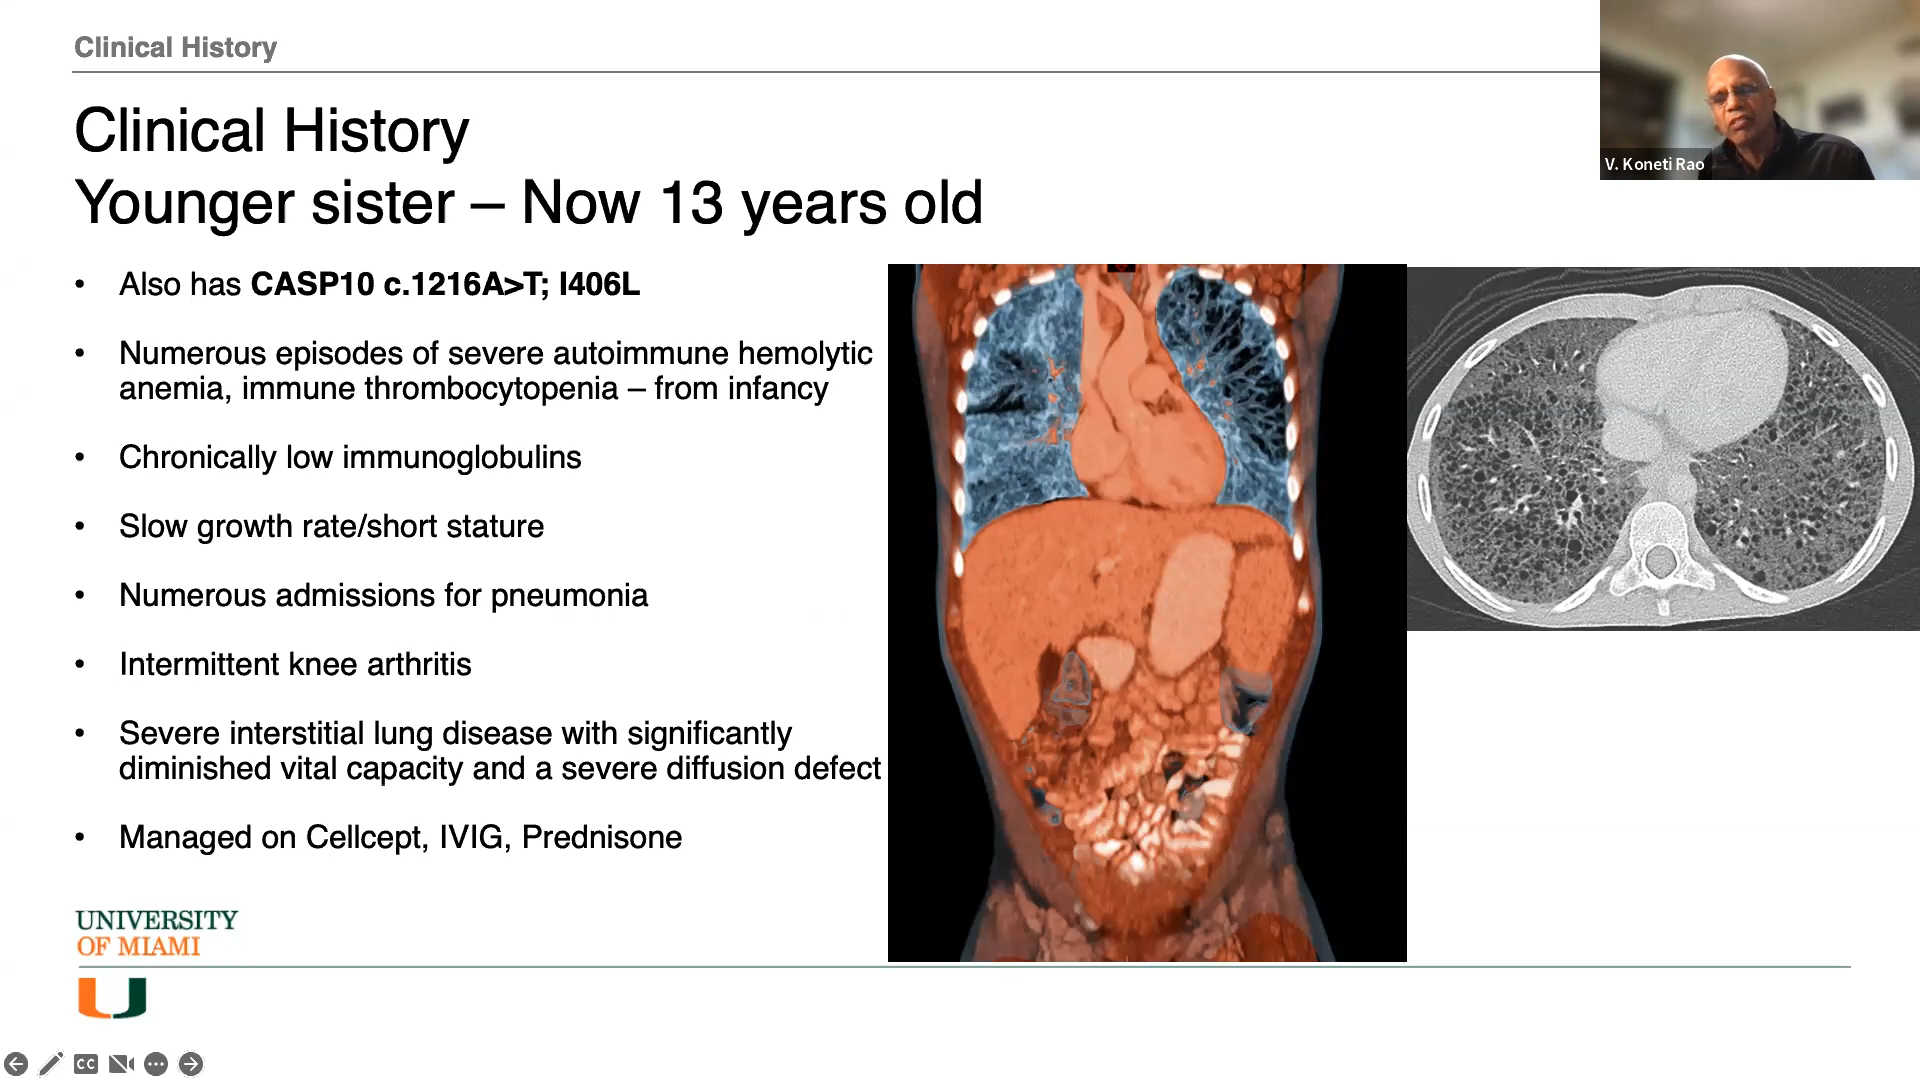 Clinical History
V. Koneti Rao
Clinical History
Younger sister – Now 13 years old
• Also has CASP10 c.1216A>T; I406L
• Numerous episodes of severe autoimmune hemolytic
anemia, immune thrombocytopenia – from infancy
• Chronically low immunoglobulins
• Slow growth rate/short stature
• Numerous admissions for pneumonia
• Intermittent knee arthritis
• Severe interstitial lung disease with significantly
diminished vital capacity and a severe diffusion defect
• Managed on Cellcept, IVIG, Prednisone
UNIVERSITY
OF MIAMI
U
CC